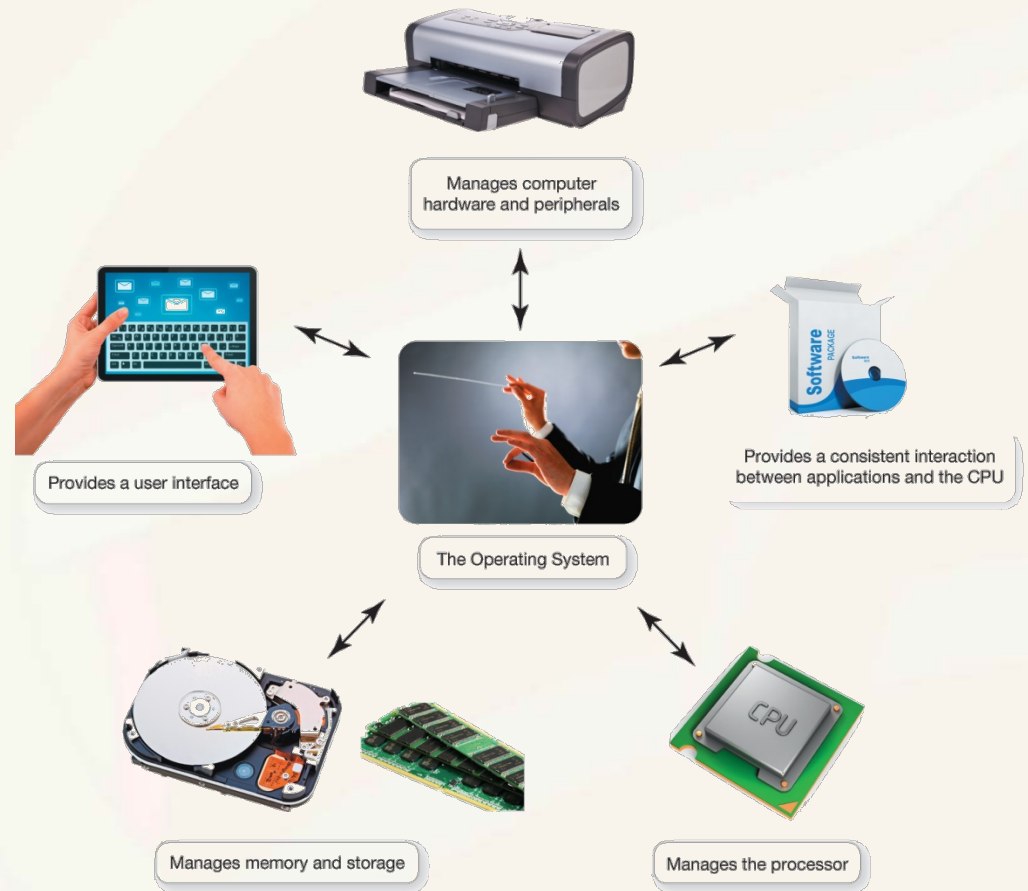 Manages computer
hardware and peripherals
Software
PACKAGE
Provides a user interface
Provides a consistent interaction
between applications and the CPU
The Operating System
CPU
Manages memory and storage
Manages the processor